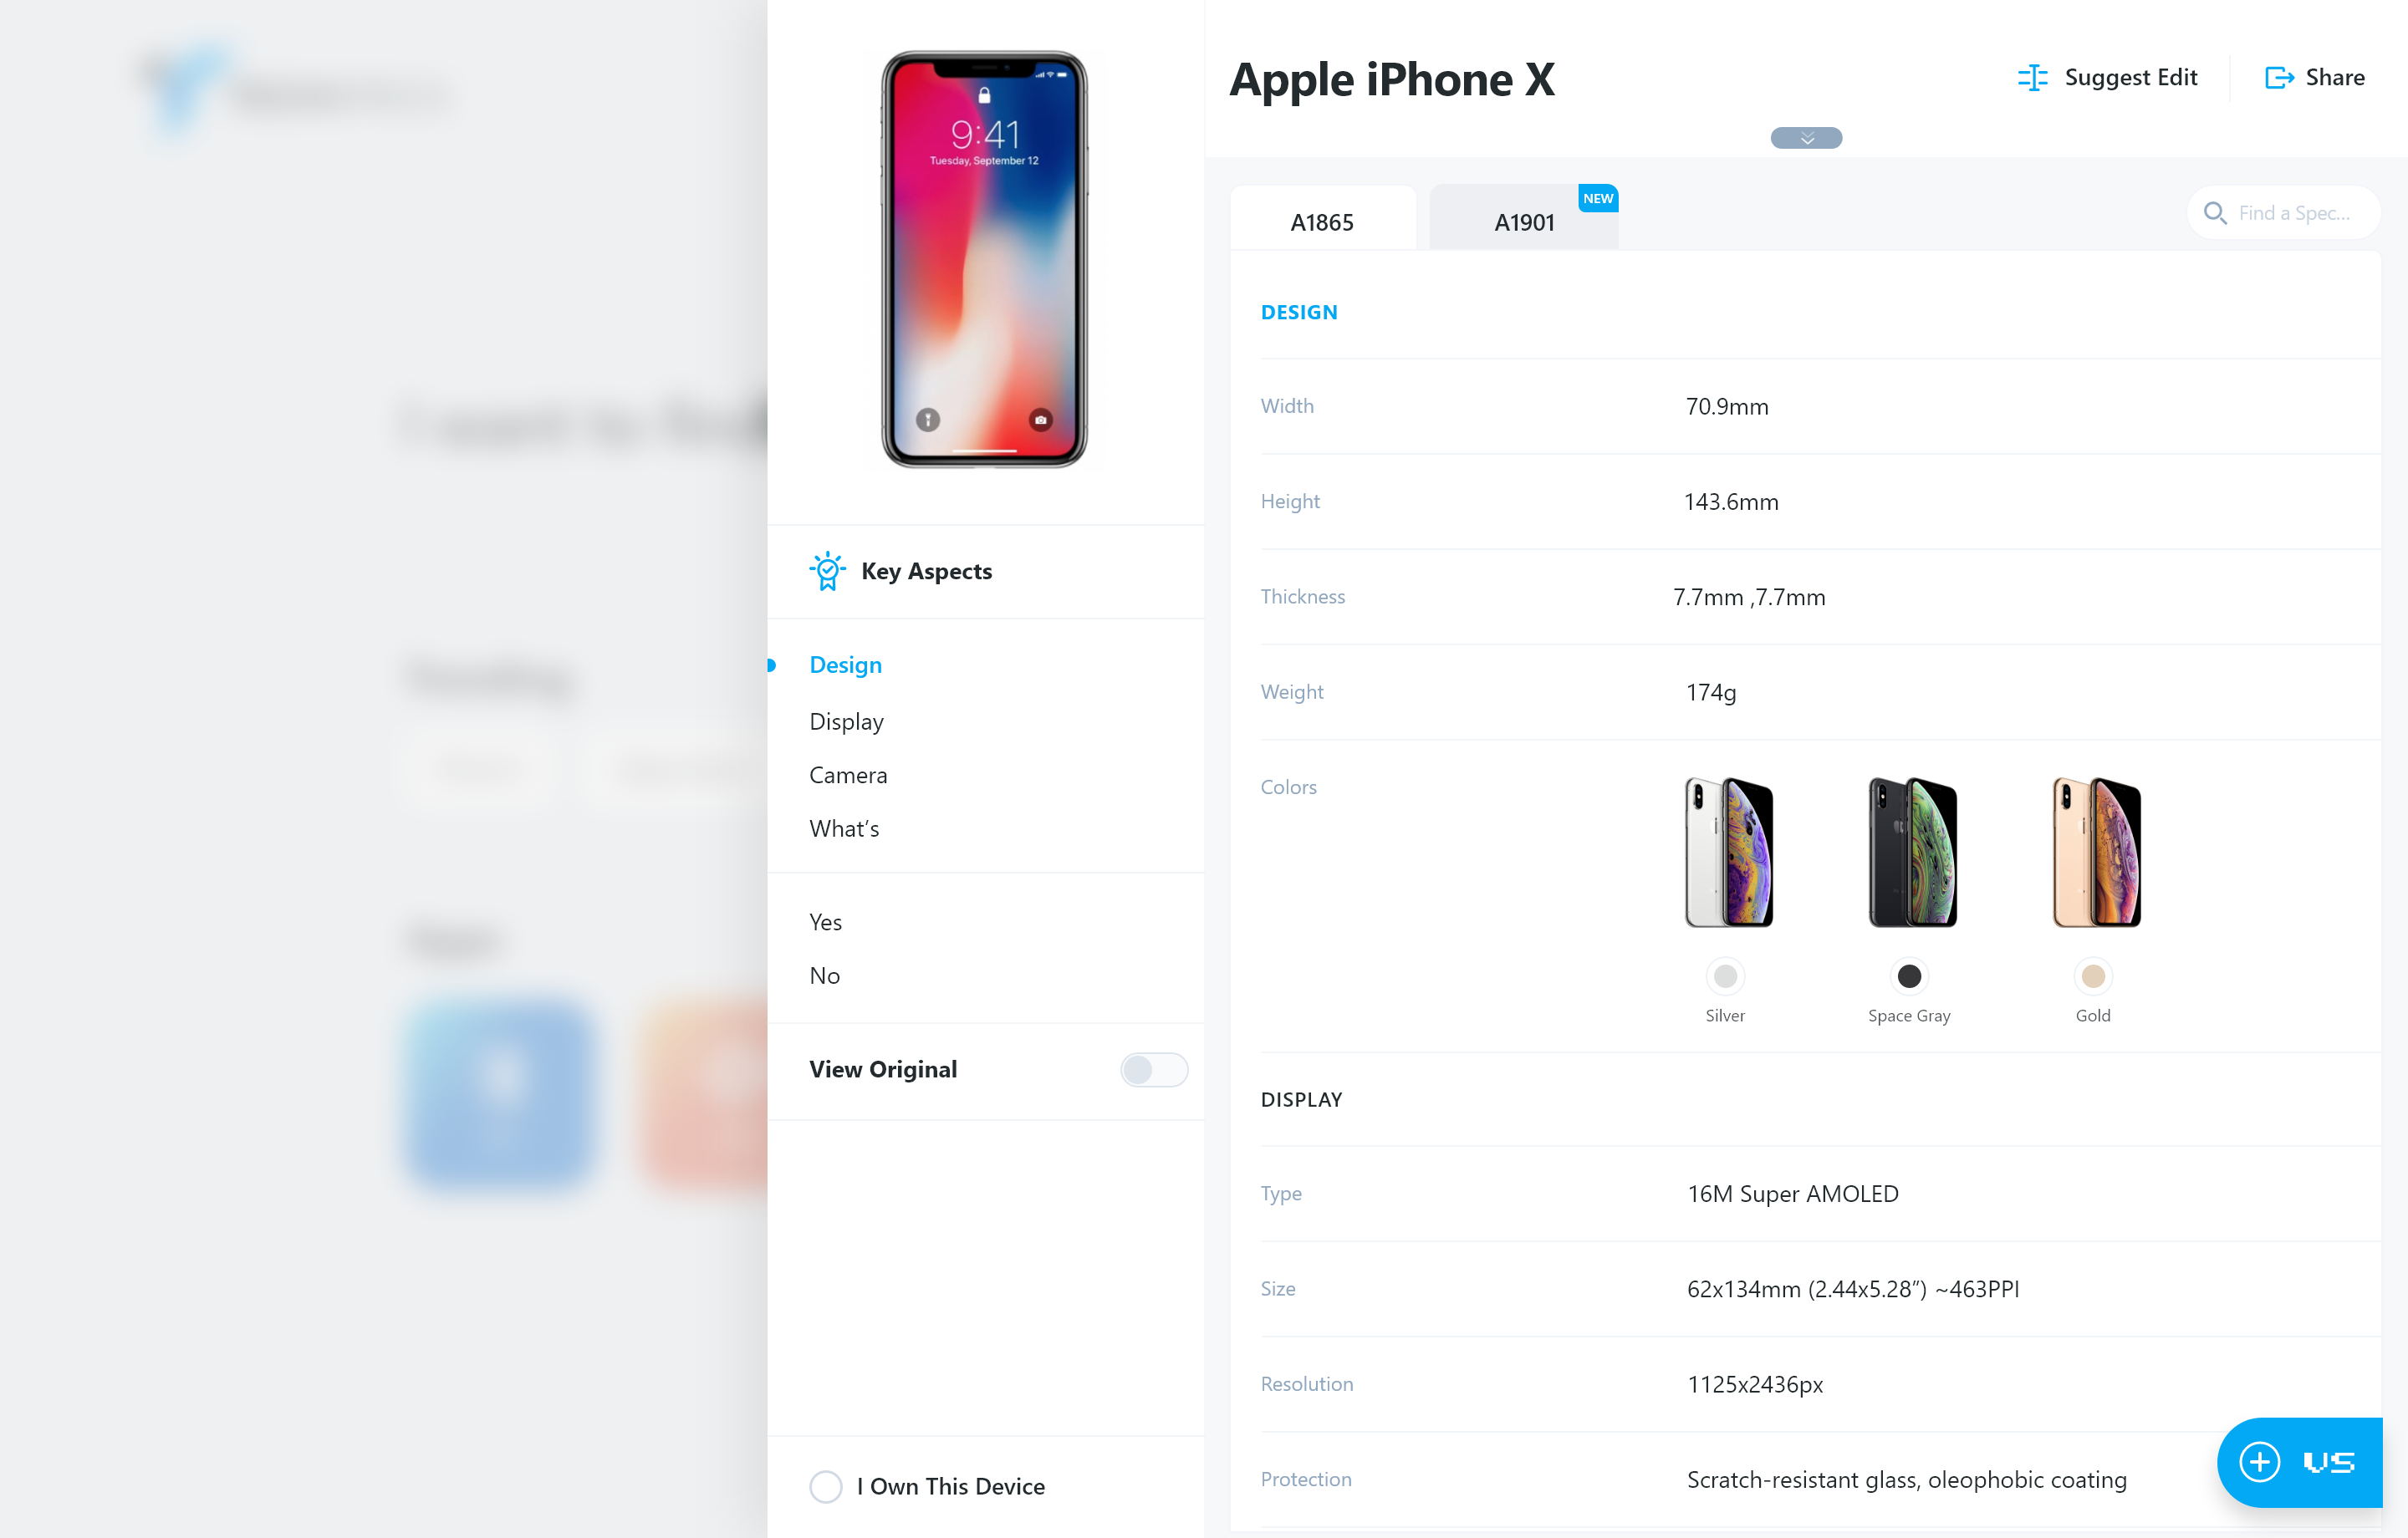 9:41
Tuesday, September 12
Key Aspects
Design
Display
Camera
What’s
Yes
No
View Original
I Own This Device
Apple iPhone X
Suggest Edit
Share
A1865
A1901
NEW
Find a Spec...
DESIGN
Width 70.9mm
Height 143.6mm
Thickness 7.7mm ,7.7mm
Weight 174g
Colors
Silver
Space Gray
Gold
DISPLAY
Type 16M Super AMOLED
Size 62x134mm (2.44x5.28”) ~463PPI
Resolution 1125x2436px
Protection Scratch-resistant glass, oleophobic coating
VS